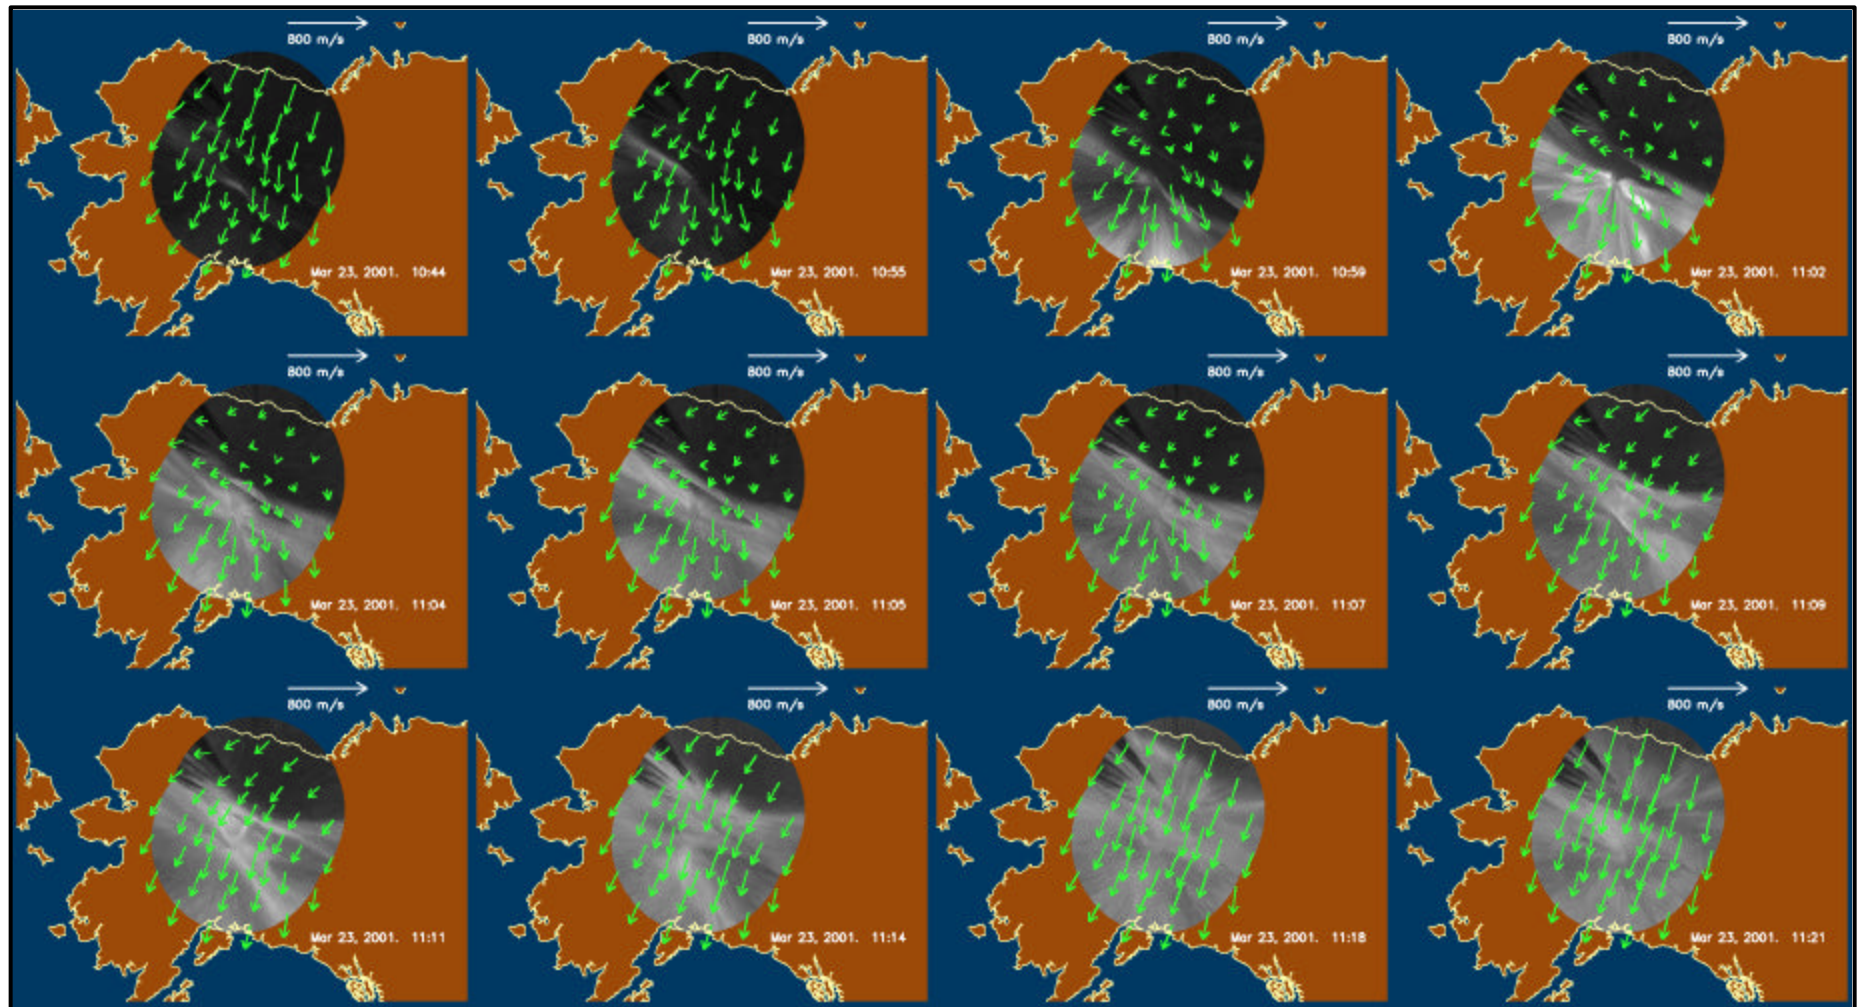 800 m/s
800 m/s
800 m/s
800 m/s
Mar 23, 2001. 10:44
Mar 23, 2001. 10:55
Mar 23, 2001. 10:59
Mar 23, 2001. 11:02
800 m/s
800 m/s
800 m/s
800 m/s
Mar 23, 2001. 11:04
Mar 23, 2001. 11:05
Mar 23, 2001. 11:07
Mar 23, 2001. 11:09
800 m/s
800 m/s
800 m/s
800 m/s
Mar 23, 2001. 11:11
Mar 23, 2001. 11:14
Mar 23, 2001. 11:18
Mar 23, 2001. 11:21